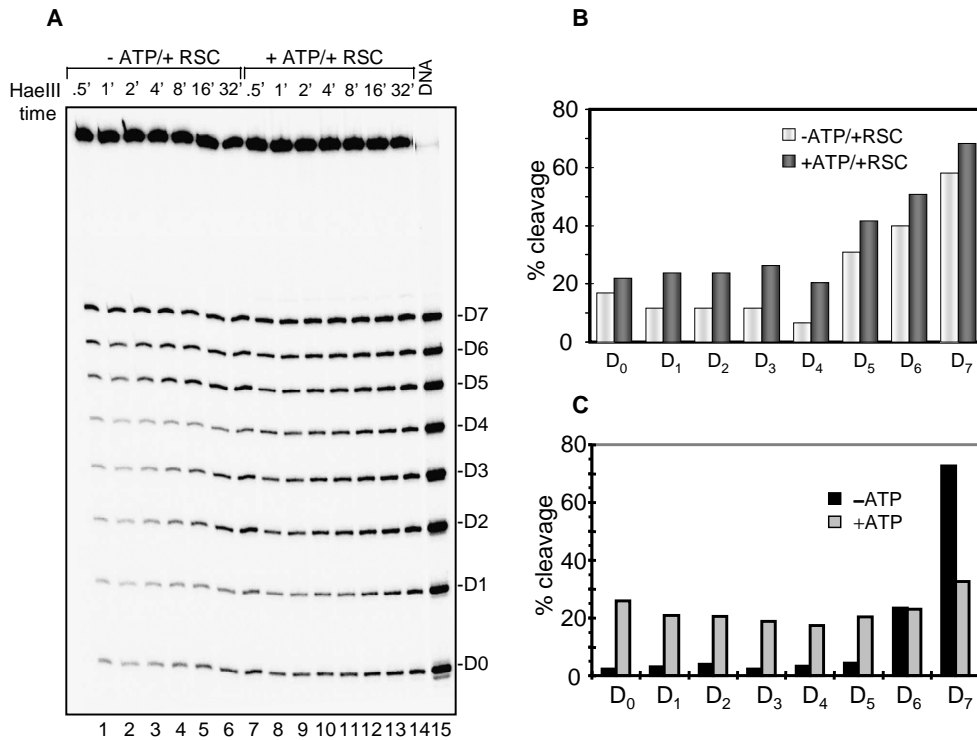 A
- ATP/+ RSC + ATP/+ RSC DNA
HaeIII .5’ 1’ 2’ 4’ 8’ 16’ 32’ .5’ 1’ 2’ 4’ 8’ 16’ 32’
time
-D7
-D6
-D5
-D4
-D3
-D2
-D1
-D0
1 2 3 4 5 6 7 8 9 10 11 12 13 1415
B
% cleavage
80
60
40
20
0
-ATP/+RSC
+ATP/+RSC
D0 D1 D2 D3 D4 D5 D6 D7
C
% cleavage
80
60
40
20
0
–ATP
+ATP
D0 D1 D2 D3 D4 D5 D6 D7